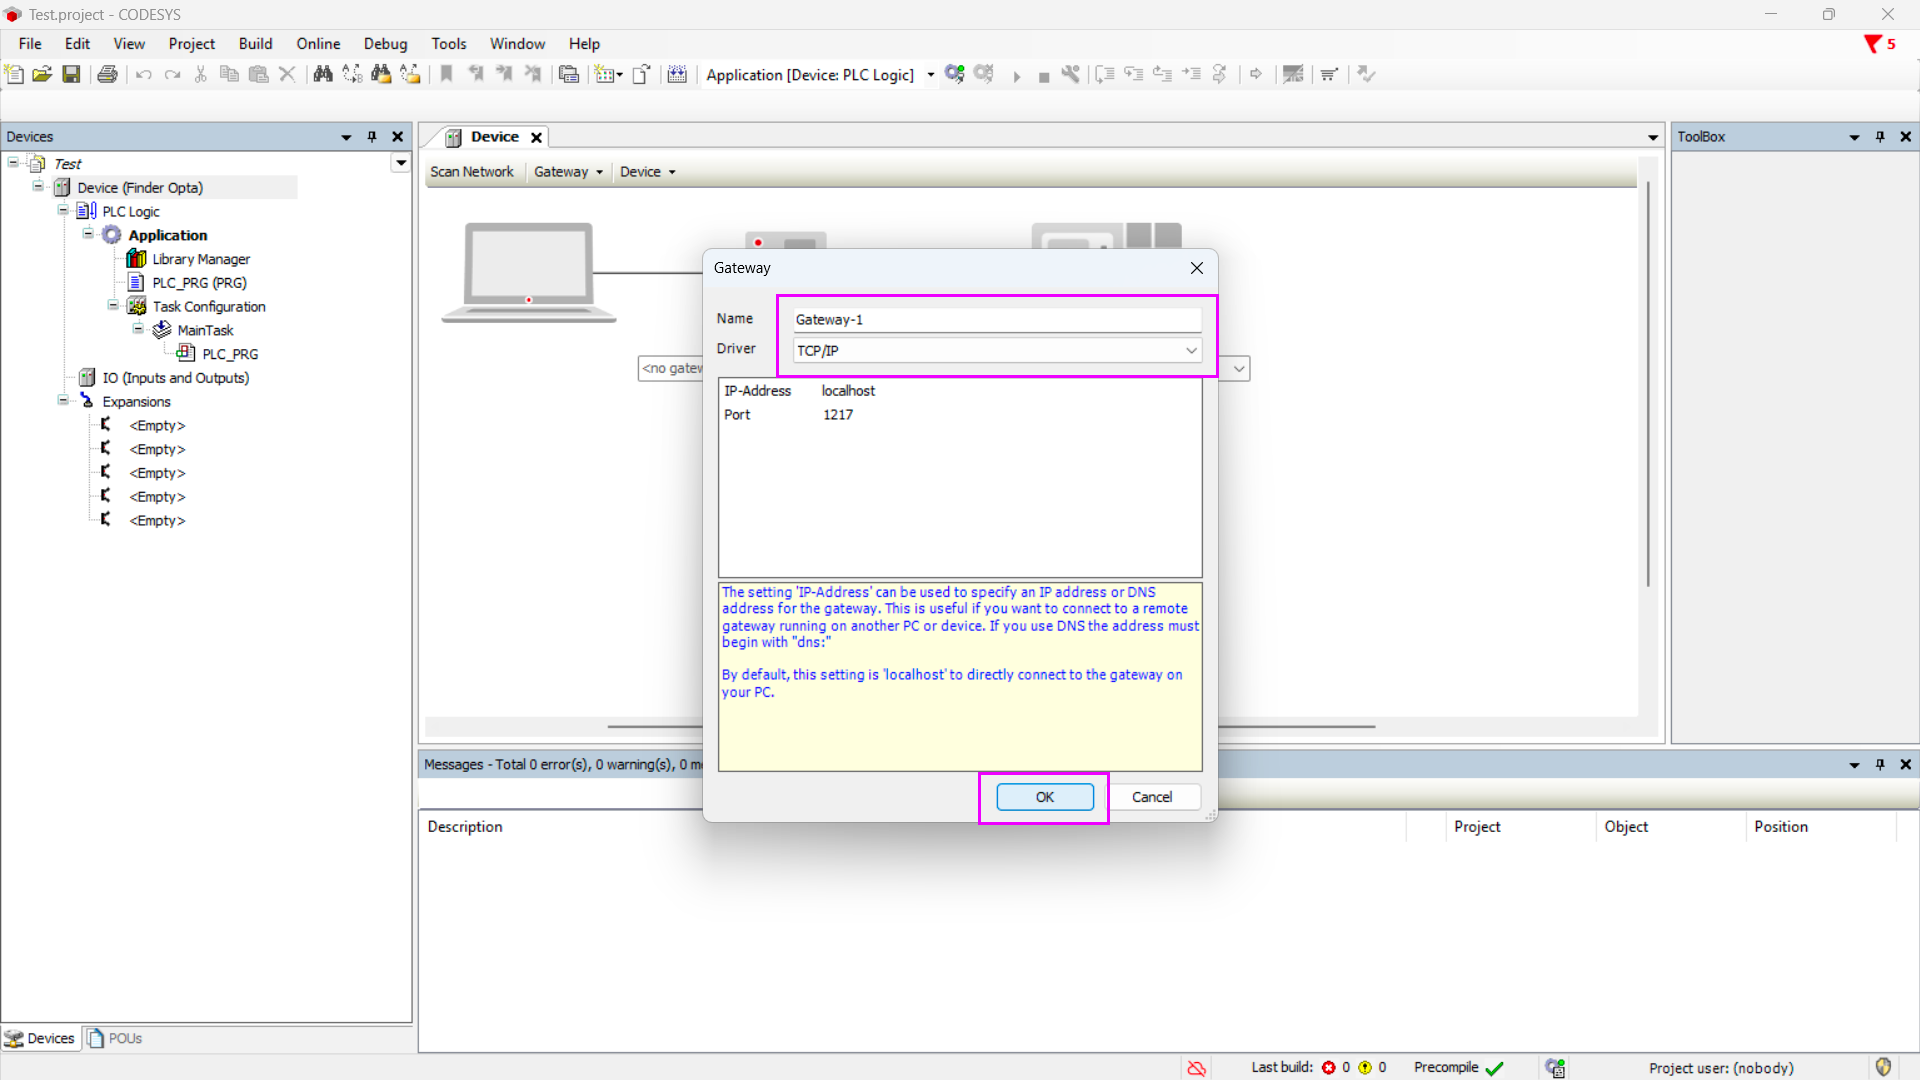 Test.project - CODESYS
File Edit View Project Build Online Debug Tools Window Help
5
Application [Device: PLC Logic]
Devices
Test
Device (Finder Opta)
PLC Logic
Application
Library Manager
PLC_PRG (PRG)
Task Configuration
MainTask
PLC_PRG
IO (Inputs and Outputs)
Expansions
<Empty>
<Empty>
<Empty>
<Empty>
<Empty>
Devices POUs
Device
Scan Network Gateway Device
<no gatew
Gateway
Name Gateway-1
Driver TCP/IP
IP-Address localhost
Port 1217
The setting 'IP-Address' can be used to specify an IP address or DNS
address for the gateway. This is useful if you want to connect to a remote
gateway running on another PC or device. If you use DNS the address must
begin with "dns:"
By default, this setting is 'localhost' to directly connect to the gateway on
your PC.
OK Cancel
ToolBox
Messages - Total 0 error(s), 0 warning(s), 0 m
Description Project Object Position
Last build: 0 0 Precompile Project user: (nobody)